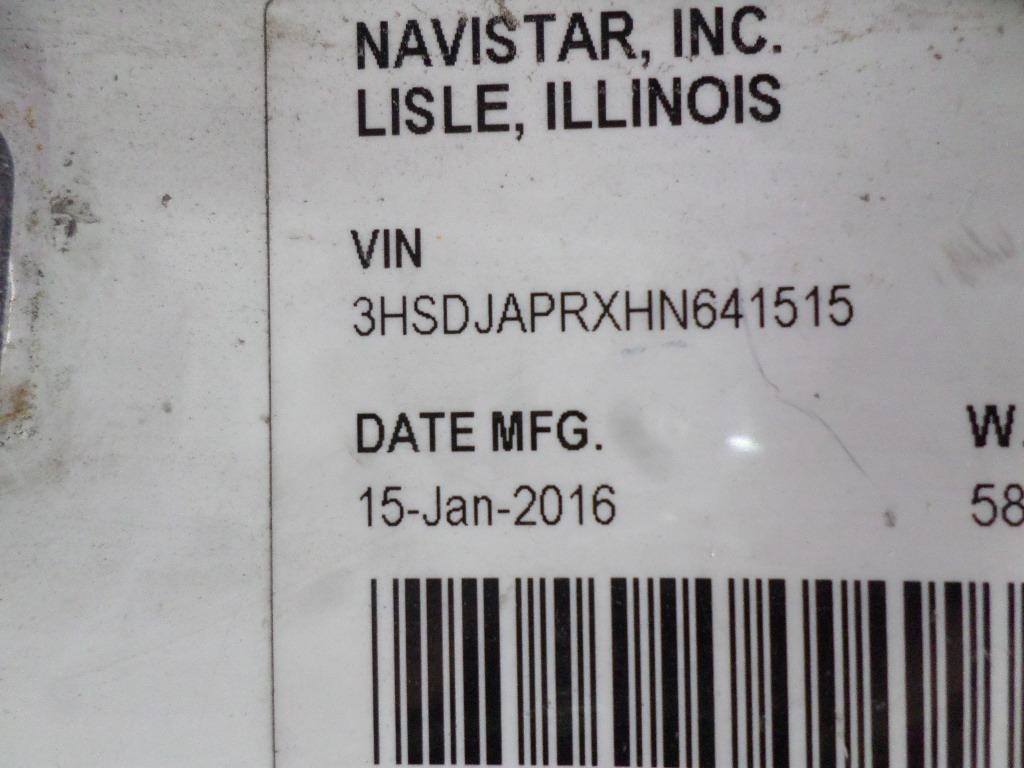 NAVISTAR, INC.
LISLE, ILLINOIS
VIN
3HSDJAPRXHN641515
DATE MFG.
W.
15-Jan-2016
58